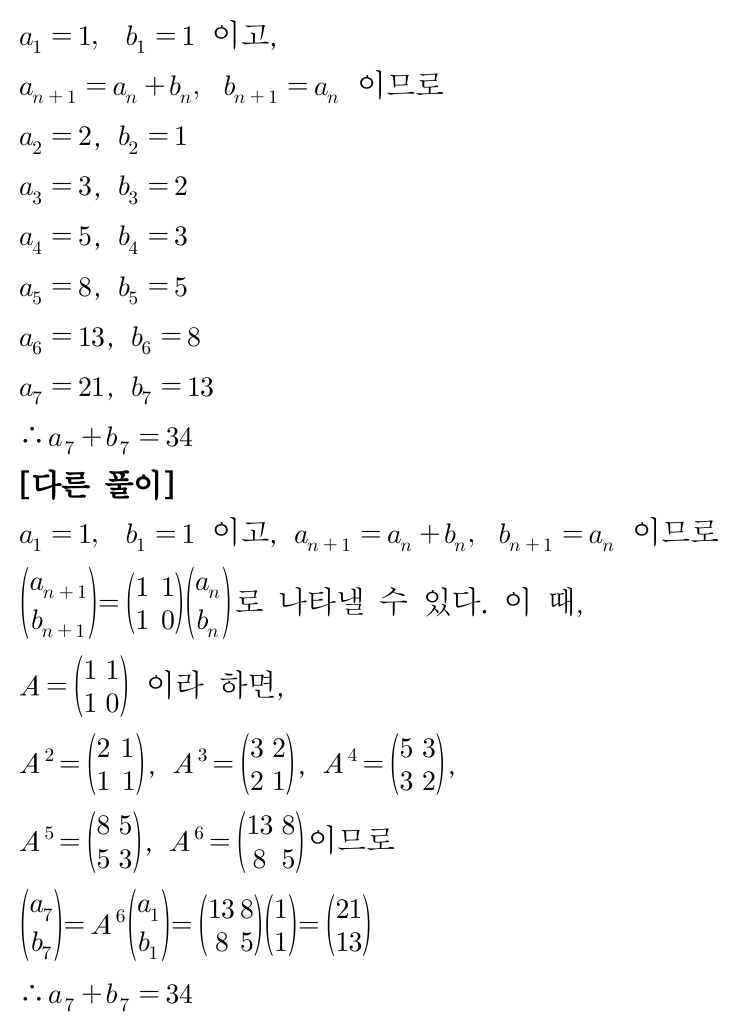 a₁ = 1, b₁ = 1 이고,
aₙ₊₁ = aₙ + bₙ, bₙ₊₁ = aₙ 이므로
a₂ = 2, b₂ = 1
a₃ = 3, b₃ = 2
a₄ = 5, b₄ = 3
a₅ = 8, b₅ = 5
a₆ = 13, b₆ = 8
a₇ = 21, b₇ = 13
∴ a₇ + b₇ = 34
[다른 풀이]
a₁ = 1, b₁ = 1 이고, aₙ₊₁ = aₙ + bₙ, bₙ₊₁ = aₙ 이므로
(aₙ₊₁ / bₙ₊₁) = (1 1 / 1 0)(aₙ / bₙ)로 나타낼 수 있다. 이 때,
A = (1 1 / 1 0) 이라 하면,
A² = (2 1 / 1 1), A³ = (3 2 / 2 1), A⁴ = (5 3 / 3 2),
A⁵ = (8 5 / 5 3), A⁶ = (13 8 / 8 5)이므로
(a₇ / b₇) = A⁶(a₁ / b₁) = (13 8 / 8 5)(1 / 1) = (21 / 13)
∴ a₇ + b₇ = 34